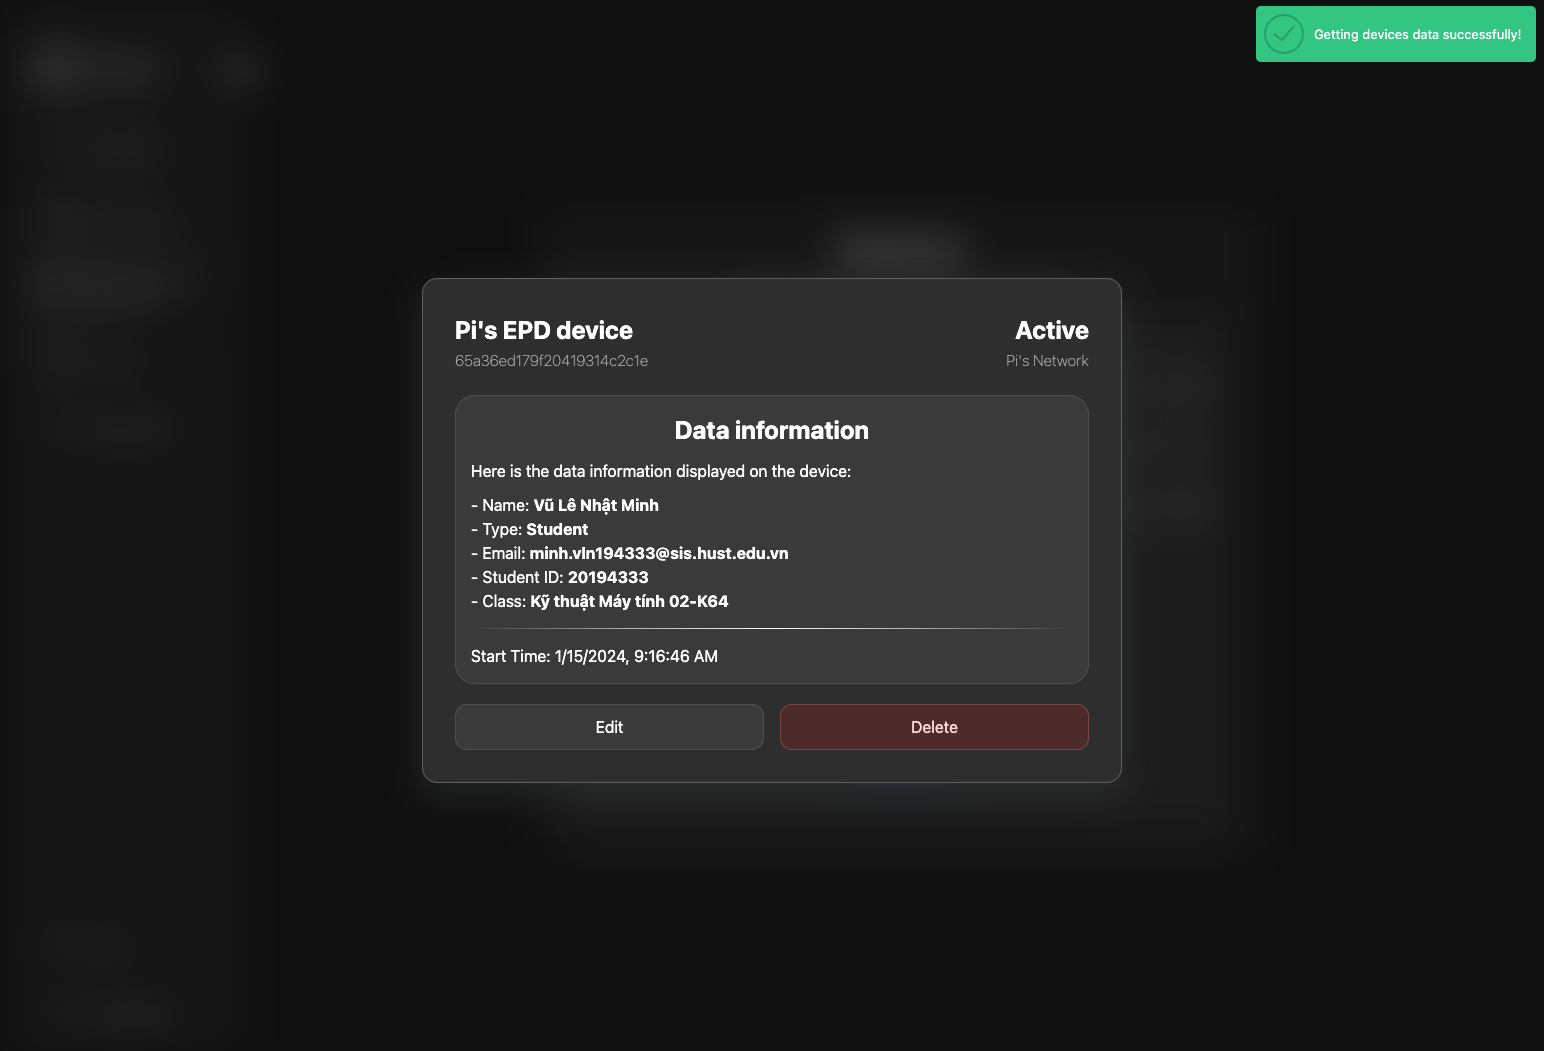 Getting devices data successfully!
Pi's EPD device
Active
65a36ed179f20419314c2c1e
Pi's Network
Data information
Here is the data information displayed on the device:
- Name: Vũ Lê Nhật Minh
- Type: Student
- Email: minh.vln194333@sis.hust.edu.vn
- Student ID: 20194333
- Class: Kỹ thuật Máy tính 02-K64
Start Time: 1/15/2024, 9:16:46 AM
Edit
Delete